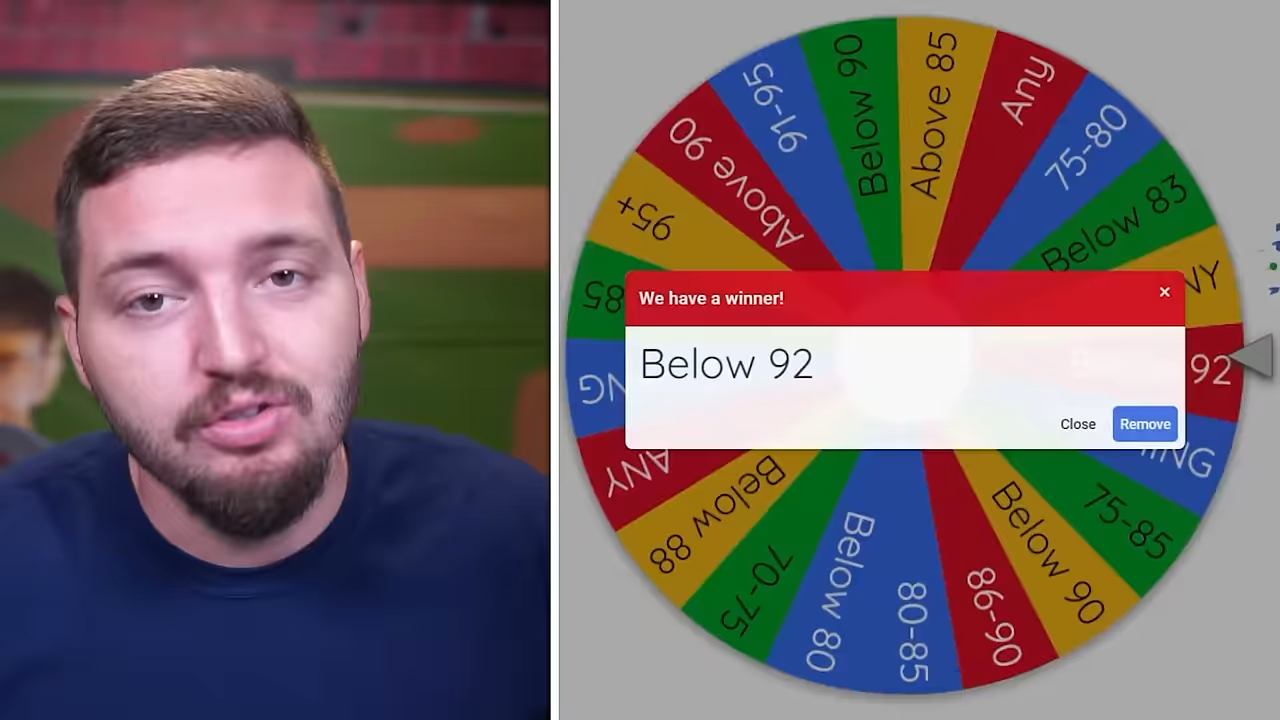 Below 90
Above 85
Any
75-80
Below 83
91-95
Above 90
95+
85
We have a winner!
×
Below 92
Close
Remove
92
75-85
Below 90
86-90
80-85
Below 80
70-75
Below 88
ANY